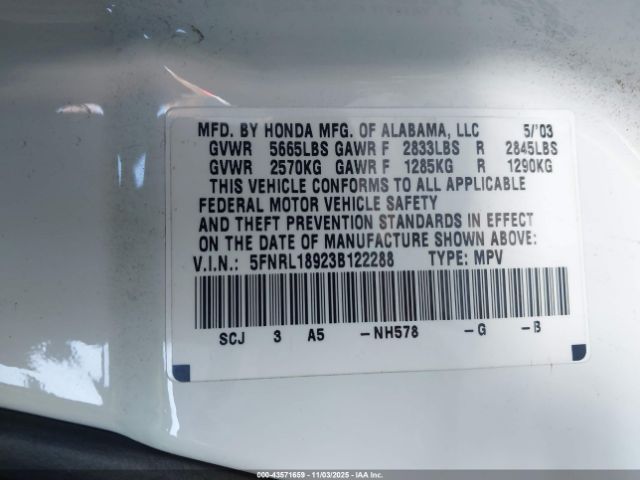 MFD. BY HONDA MFG. OF ALABAMA, LLC 5/'03
GVWR 5665LBS GAWR F 2833LBS R 2845LBS
GVWR 2570KG GAWR F 1285KG R 1290KG
THIS VEHICLE CONFORMS TO ALL APPLICABLE
FEDERAL MOTOR VEHICLE SAFETY
AND THEFT PREVENTION STANDARDS IN EFFECT
ON THE DATE OF MANUFACTURE SHOWN ABOVE:
V.I.N.: 5FNRL18923B122288 TYPE: MPV
SCJ 3 A5 -NH578 -G -B
000-43571659 - 11/03/2025 - IAA, Inc.